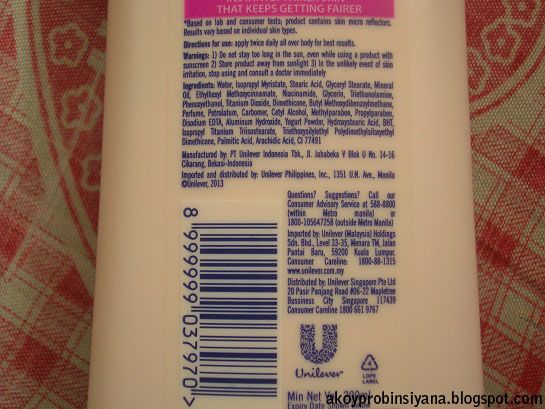 THAT KEEPS GETTING FAIRER
*Based on lab and consumer tests; product contains skin micro reflectors.
Results vary based on individual skin types.
Directions for use: apply twice daily all over body for best results.
Warnings: 1) Do not stay too long in the sun, even while using a product with
sunscreen 2) Store product away from sunlight 3) In the unlikely event of skin
irritation, stop using and consult a doctor immediately
Ingredients: Water, Isopropyl Myristate, Stearic Acid, Glyceryl Stearate, Mineral
Oil, Ethylhexyl Methoxycinnamate, Niacinamide, Glycerin, Triethanolamine,
Phenoxyethanol, Titanium Dioxide, Dimethicone, Butyl Methoxydibenzoylmethane,
Perfume, Petrolatum, Carbomer, Cetyl Alcohol, Methylparaben, Propylparaben,
Disodium EDTA, Aluminum Hydroxide, Yogurt Powder, Hydroxystearic Acid, BHT,
Isopropyl Titanium Triisostearate, Triethoxysilylethyl Polydimethylsiloxyethyl
Dimethicone, Palmitic Acid, Arachidic Acid, CI 77491
Manufactured by: PT Unilever Indonesia Tbk., Jl. Jababeka V Blok U No. 14-16
Cikarang, Bekasi-Indonesia
Imported and distributed by: Unilever Philippines, Inc., 1351 U.N. Ave., Manila
©Unilever, 2013
Questions? Suggestions? Call our
Consumer Advisory Service at 588-8800
(within Metro manila) or
1800-105647258 (outside Metro Manila)
Imported by: Unilever (Malaysia) Holdings
Sdn. Bhd., Level 33-35, Menara TM, Jalan
Pantai Baru, 59200 Kuala Lumpur.
Consumer Careline: 1800-88-1315
www.unilever.com.my
Distributed by: Unilever Singapore Pte Ltd
20 Pasir Panjang Road #06-22 Mapletree
Bussiness City Singapore 117439
Consumer Careline 1800 661 9767
8 999999 037970 >
Unilever
4
LDPE
LABEL
Min Net
Expiry Date
akoyprobinsiyana.blogspot.com